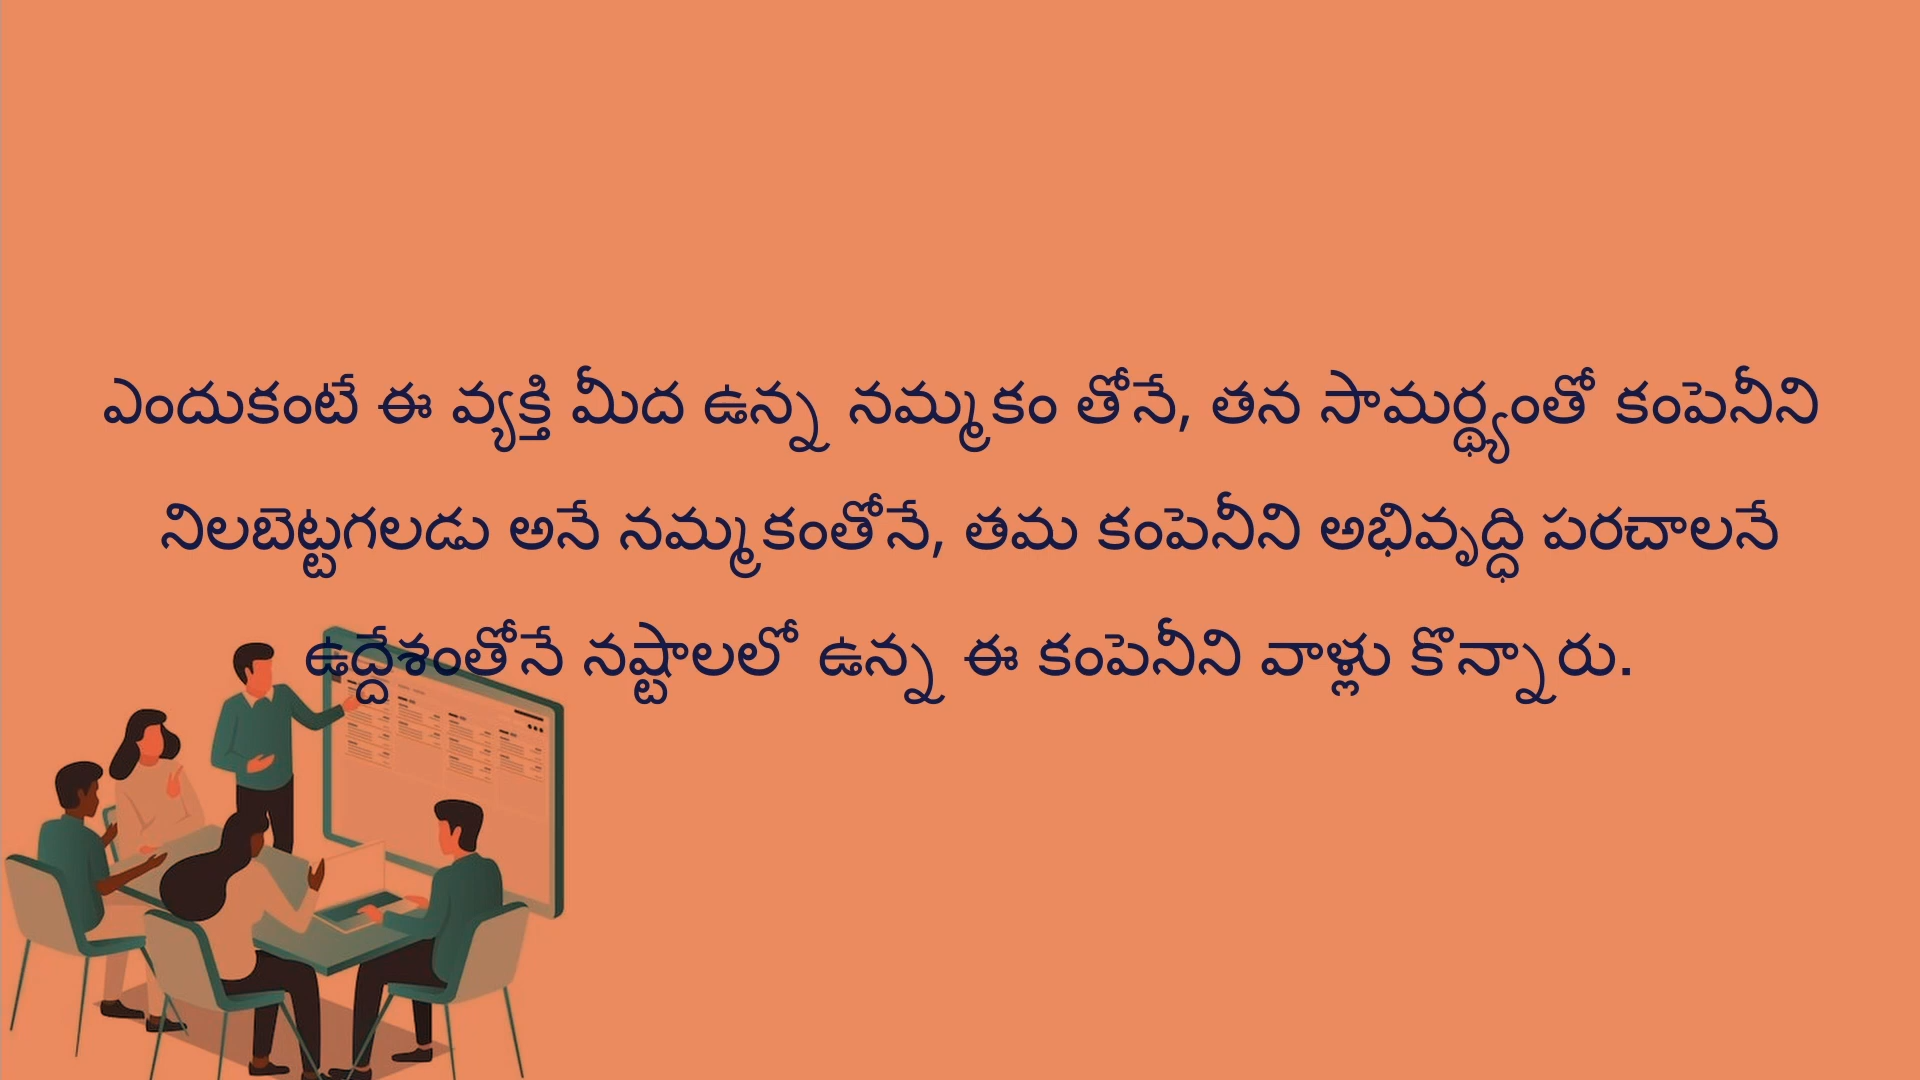 ఎందుకంటే ఈ వ్యక్తి మీద ఉన్న నమ్మకం తోనే, తన సామర్థ్యంతో కంపెనీని
నిలబెట్టగలడు అనే నమ్మకంతోనే, తమ కంపెనీని అభివృద్ధి పరచాలనే
ఉద్దేశంతోనే నష్టాలలో ఉన్న ఈ కంపెనీని వాళ్లు కొన్నారు.